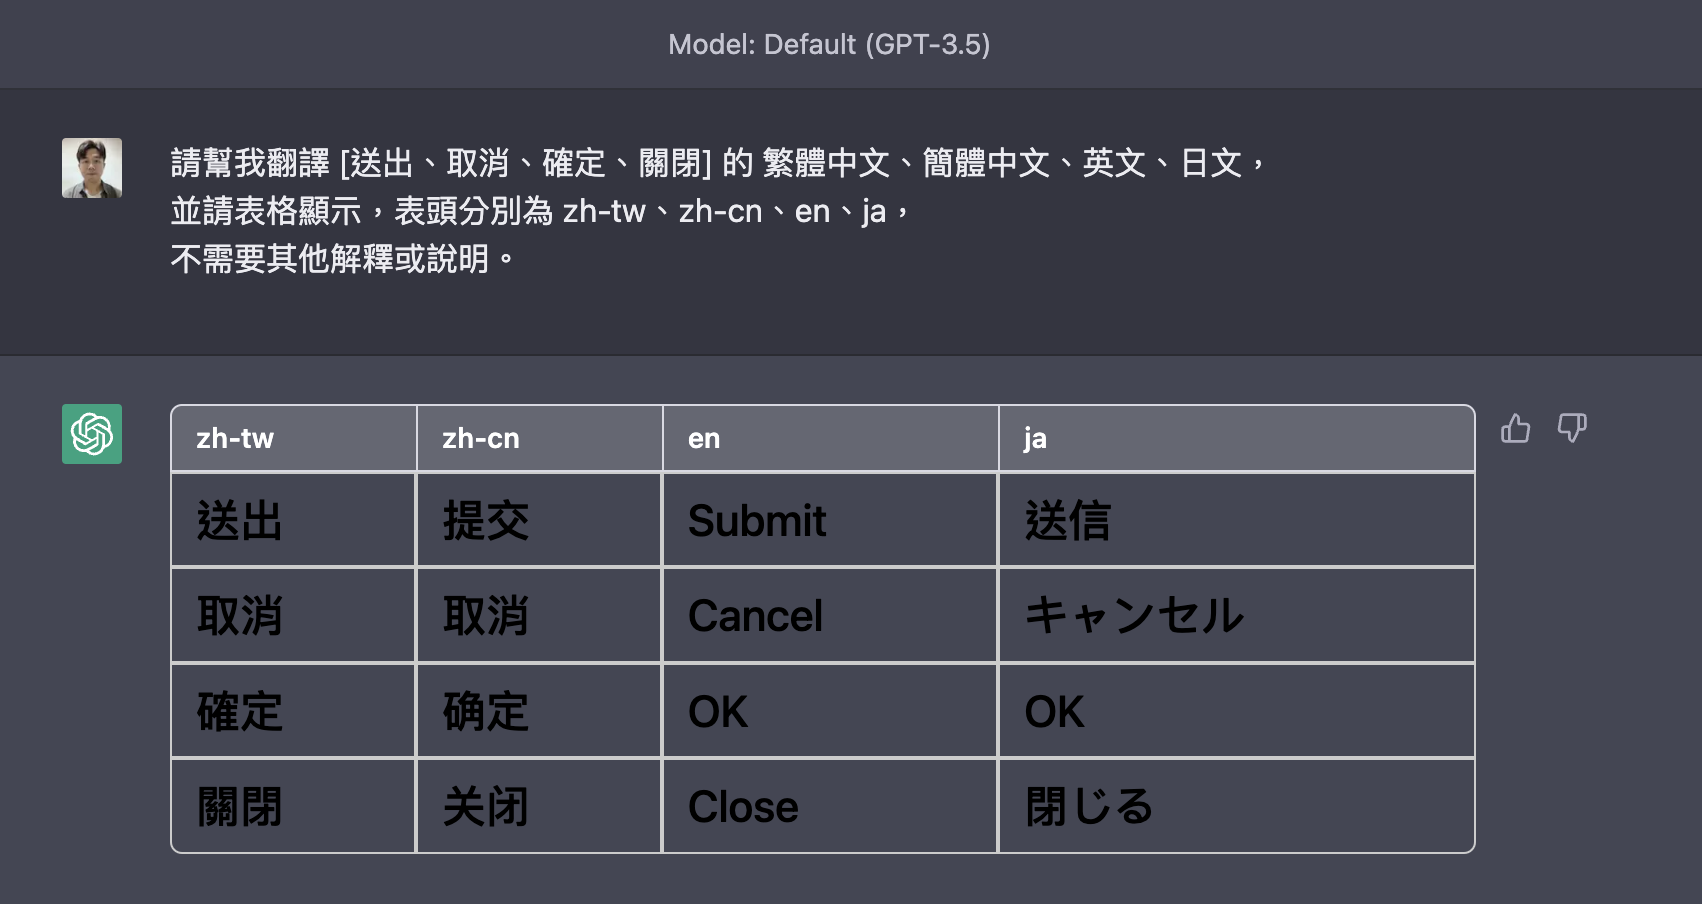 Model: Default (GPT-3.5)
請幫我翻譯 [送出、取消、確定、關閉] 的 繁體中文、簡體中文、英文、日文，
並請表格顯示，表頭分別為 zh-tw、zh-cn、en、ja，
不需要其他解釋或說明。
zh-tw zh-cn en ja
送出 提交 Submit 送信
取消 取消 Cancel キャンセル
確定 确定 OK OK
關閉 关闭 Close 閉じる